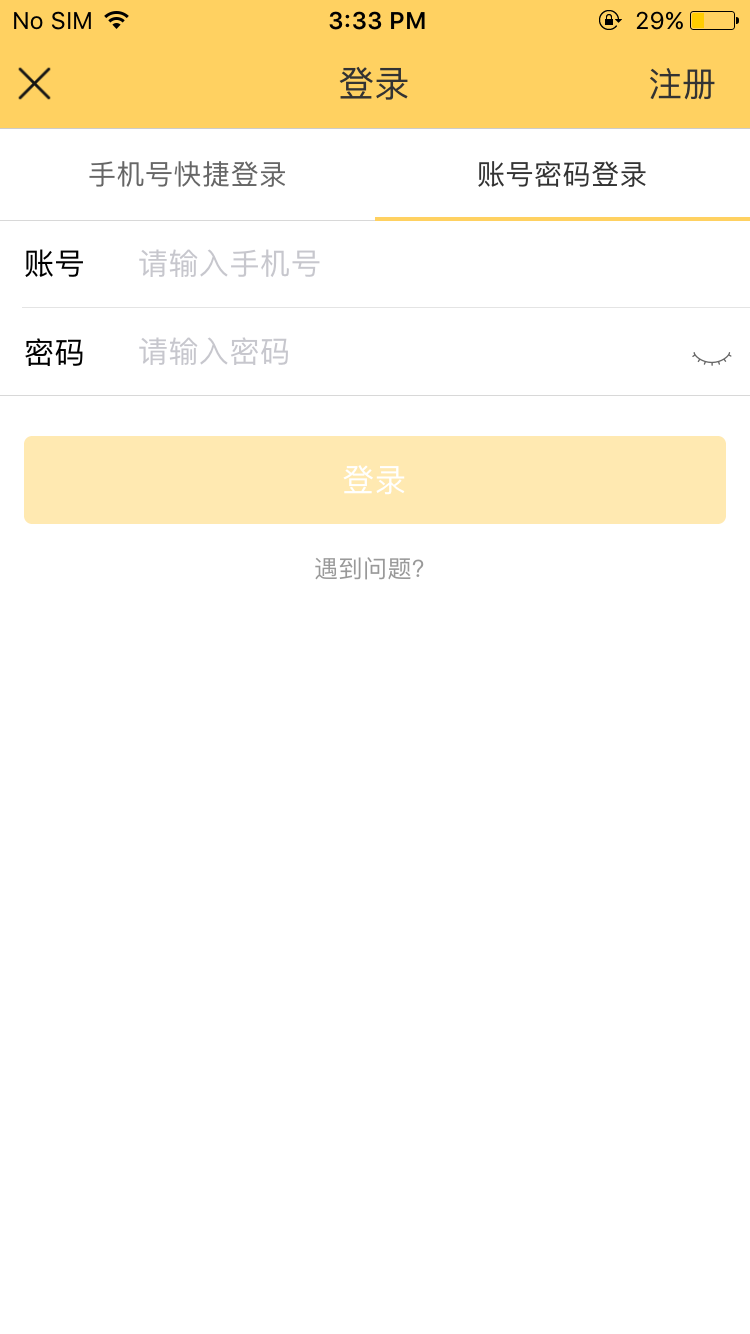 No SIM 3:33 PM 29%
登录 注册
手机号快捷登录 账号密码登录
账号 请输入手机号
密码 请输入密码
登录
遇到问题?